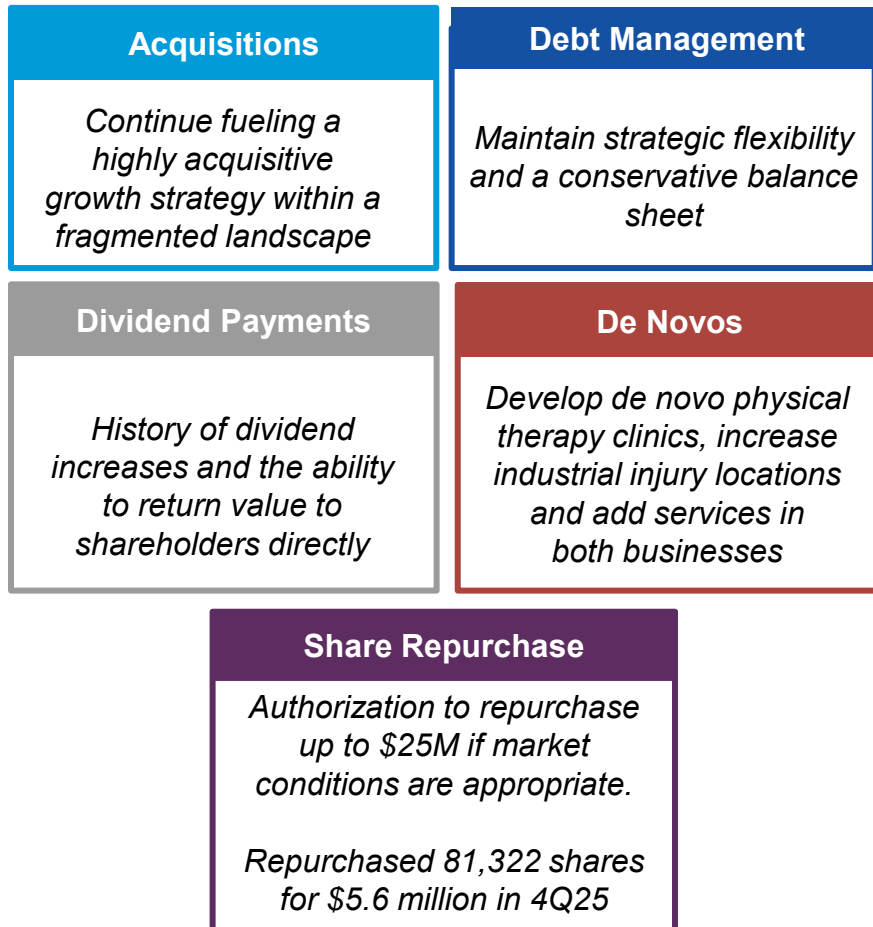 Acquisitions
Continue fueling a
highly acquisitive
growth strategy within a
fragmented landscape
Debt Management
Maintain strategic flexibility
and a conservative balance
sheet
Dividend Payments
History of dividend
increases and the ability
to return value to
shareholders directly
De Novos
Develop de novo physical
therapy clinics, increase
industrial injury locations
and add services in
both businesses
Share Repurchase
Authorization to repurchase
up to $25M if market
conditions are appropriate.
Repurchased 81,322 shares
for $5.6 million in 4Q25